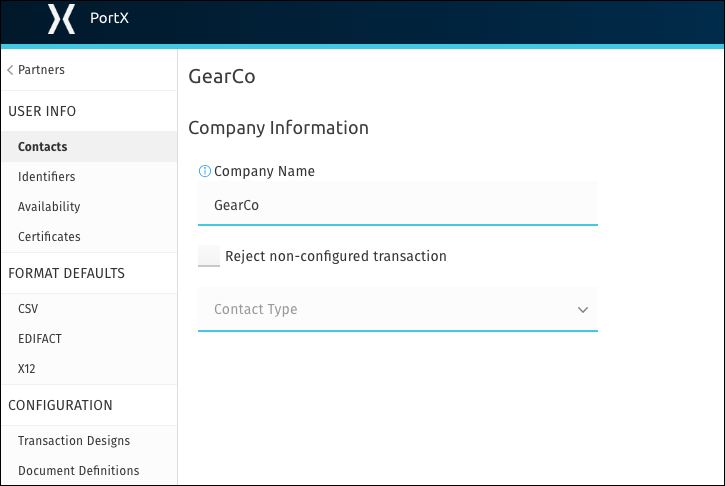 PortX
Partners
USER INFO
Contacts
Identifiers
Availability
Certificates
FORMAT DEFAULTS
CSV
EDIFACT
X12
CONFIGURATION
Transaction Designs
Document Definitions
GearCo
Company Information
Company Name
GearCo
Reject non-configured transaction
Contact Type